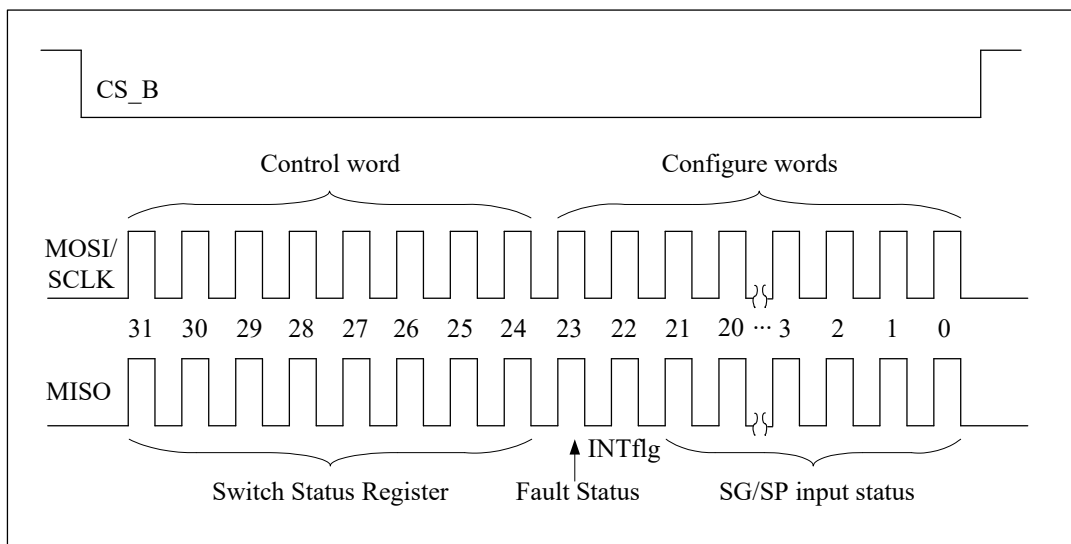 CS_B
Control word Configure words
MOSI/
SCLK
31 30 29 28 27 26 25 24 23 22 21 20 ··· 3 2 1 0
MISO
INTflg
Switch Status Register Fault Status SG/SP input status